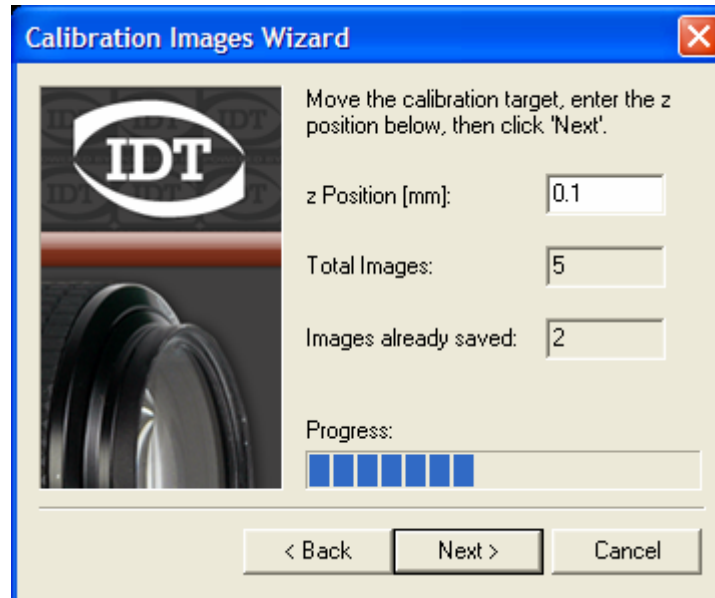 Calibration Images Wizard
IDT
Move the calibration target, enter the z
position below, then click 'Next'.
z Position [mm]: 0.1
Total Images: 5
Images already saved: 2
Progress:
< Back Next > Cancel